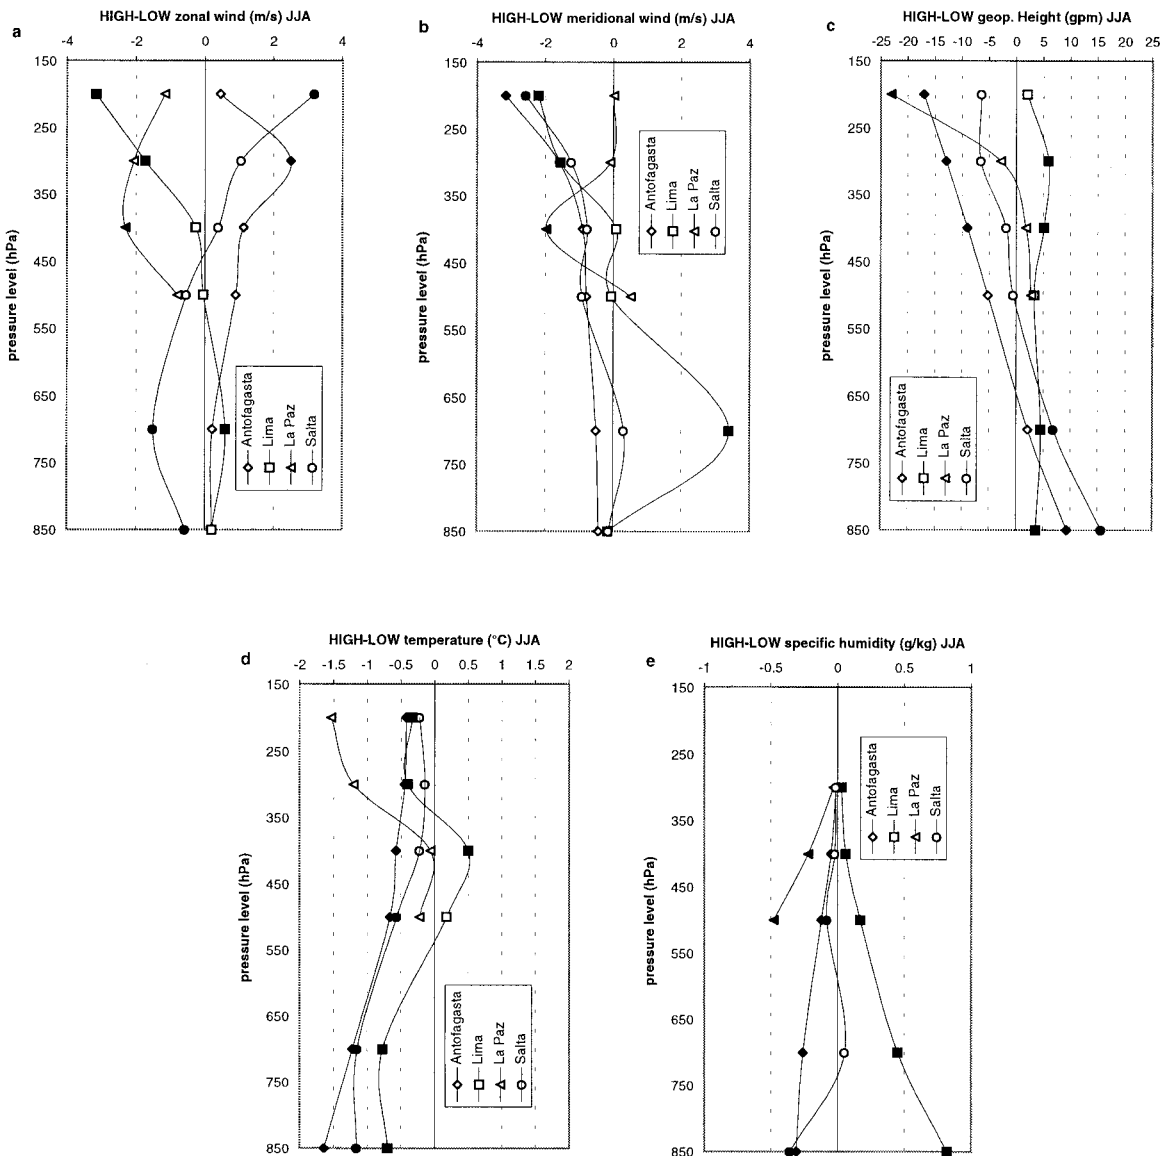 HIGH-LOW zonal wind (m/s) JJA
a
-4 -2 0 2 4
150
250
350
450
550
650
750
850
pressure level (hPa)
Antofagasta
Lima
La Paz
Salta
HIGH-LOW meridional wind (m/s) JJA
b
-4 -2 0 2 4
150
250
350
450
550
650
750
850
pressure level (hPa)
Antofagasta
Lima
La Paz
Salta
HIGH-LOW geop. Height (gpm) JJA
c
-25 -20 -15 -10 -5 0 5 10 15 20 25
150
250
350
450
550
650
750
850
pressure level (hPa)
Antofagasta
Lima
La Paz
Salta
HIGH-LOW temperature (°C) JJA
d
-2 -1.5 -1 -0.5 0 0.5 1 1.5 2
150
250
350
450
550
650
750
850
pressure level (hPa)
Antofagasta
Lima
La Paz
Salta
HIGH-LOW specific humidity (g/kg) JJA
e
-1 -0.5 0 0.5 1
150
250
350
450
550
650
750
850
pressure level (hPa)
Antofagasta
Lima
La Paz
Salta